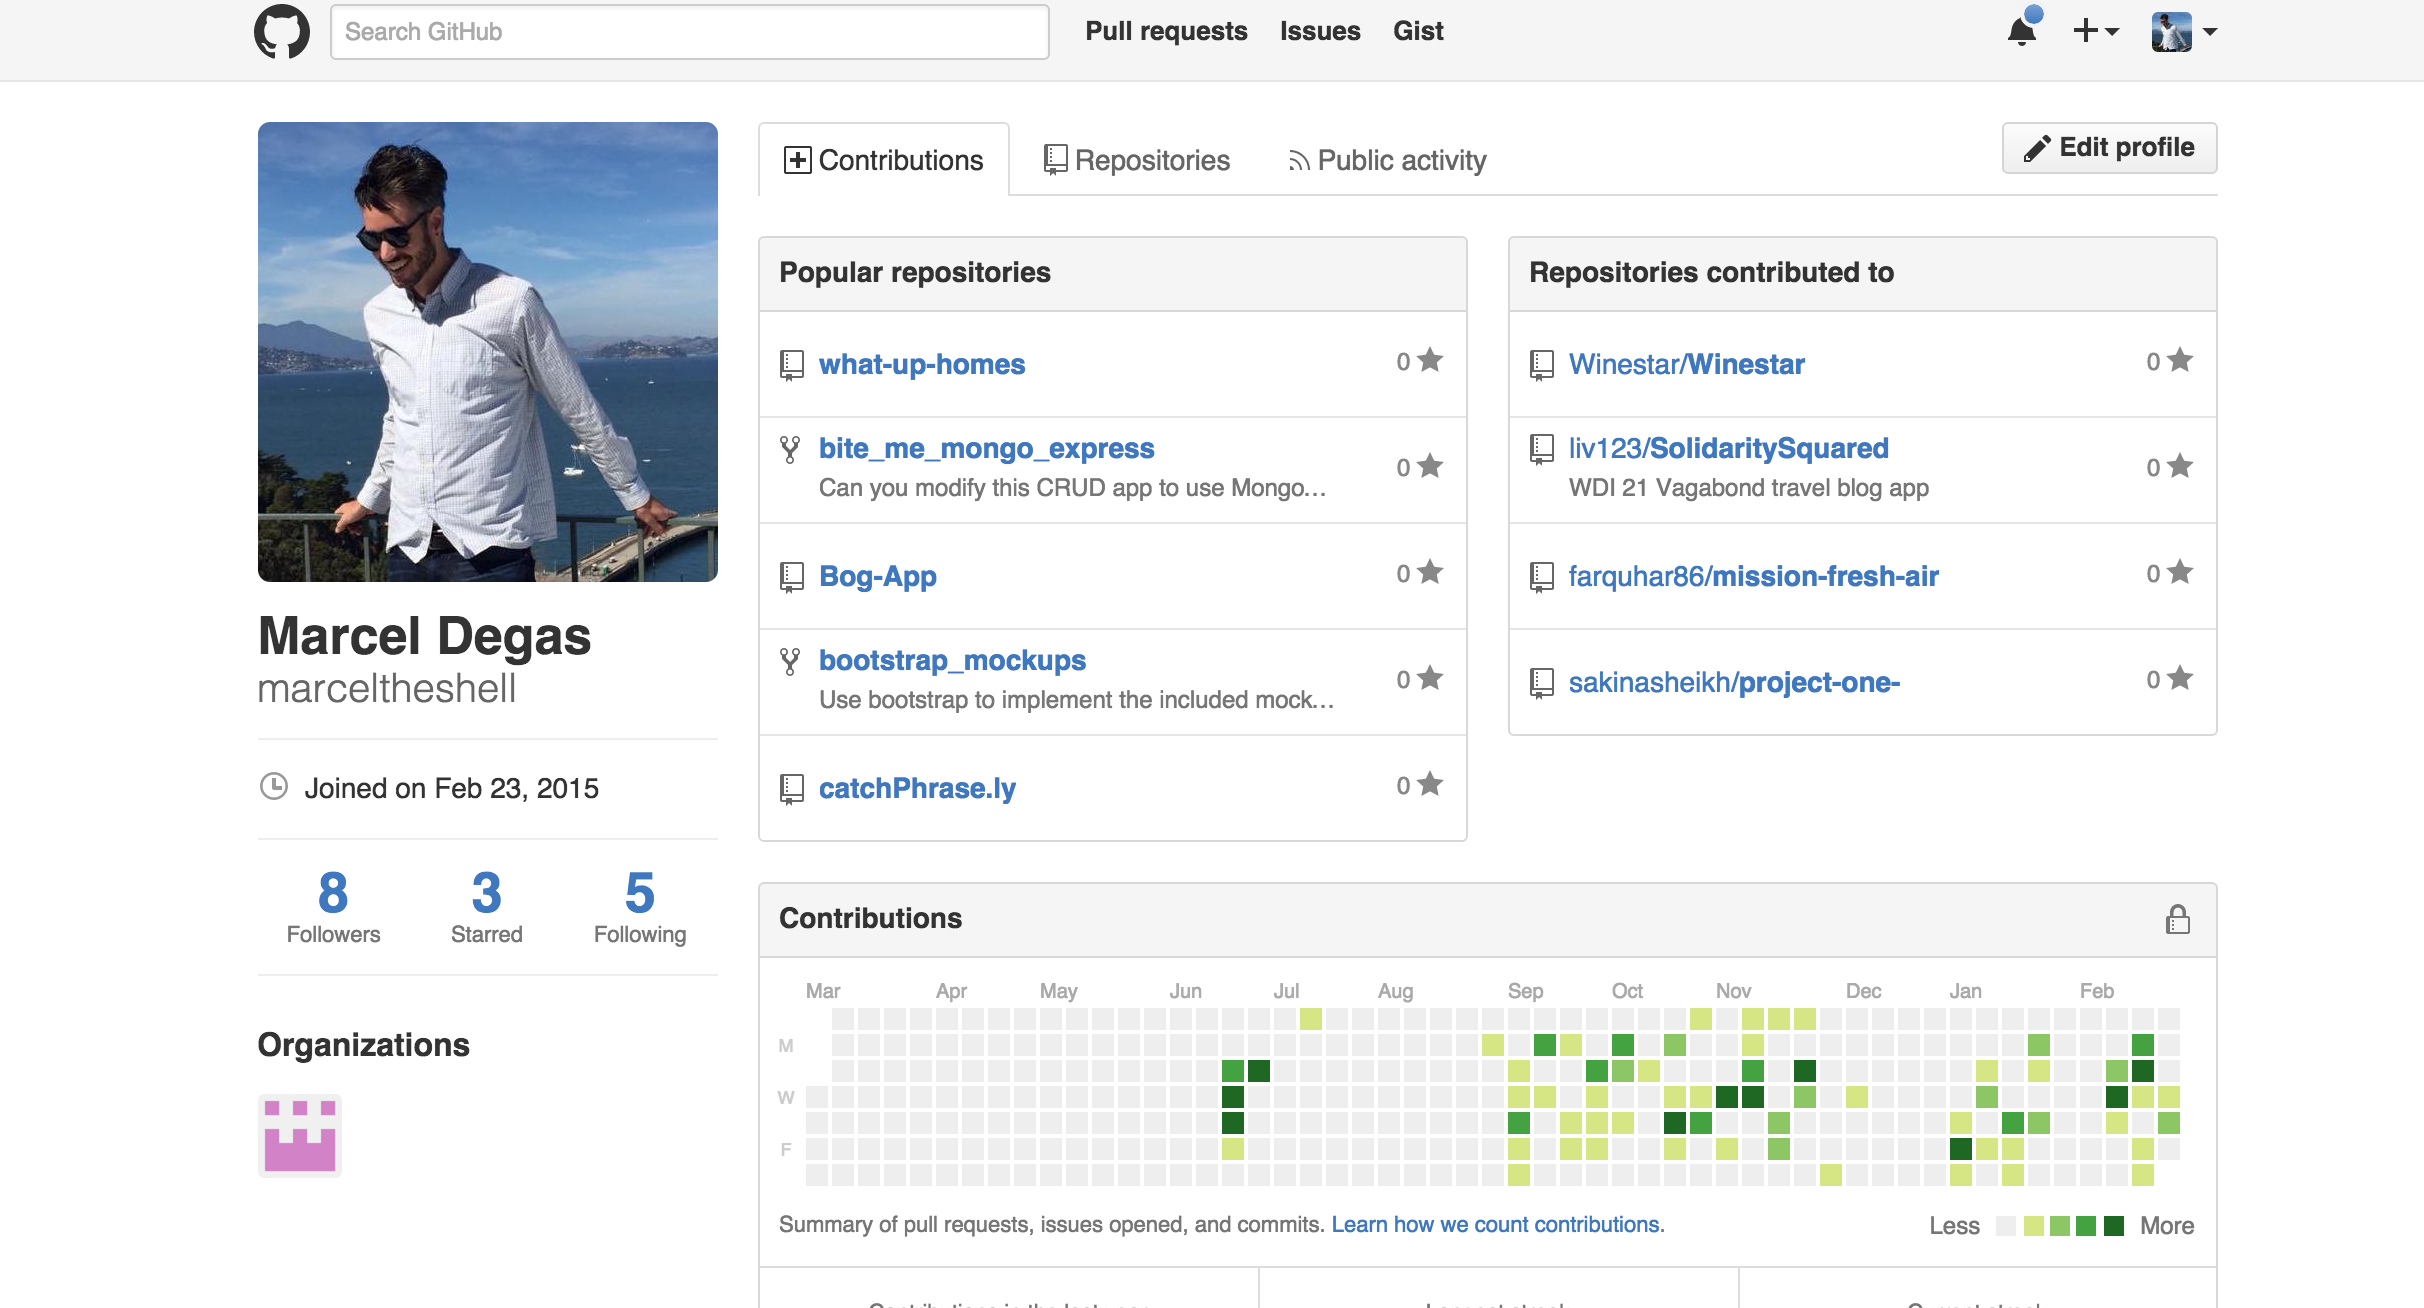 Search GitHub
Pull requests Issues Gist
Contributions Repositories Public activity
Edit profile
Marcel Degas
marceltheshell
Joined on Feb 23, 2015
8 3 5
Followers Starred Following
Organizations
Popular repositories
what-up-homes 0
bite_me_mongo_express 0
Can you modify this CRUD app to use Mongo…
Bog-App 0
bootstrap_mockups 0
Use bootstrap to implement the included mock…
catchPhrase.ly 0
Repositories contributed to
Winestar/Winestar 0
liv123/SolidaritySquared 0
WDI 21 Vagabond travel blog app
farquhar86/mission-fresh-air 0
sakinasheikh/project-one- 0
Contributions
Mar Apr May Jun Jul Aug Sep Oct Nov Dec Jan Feb
M
W
F
Summary of pull requests, issues opened, and commits. Learn how we count contributions.
Less More